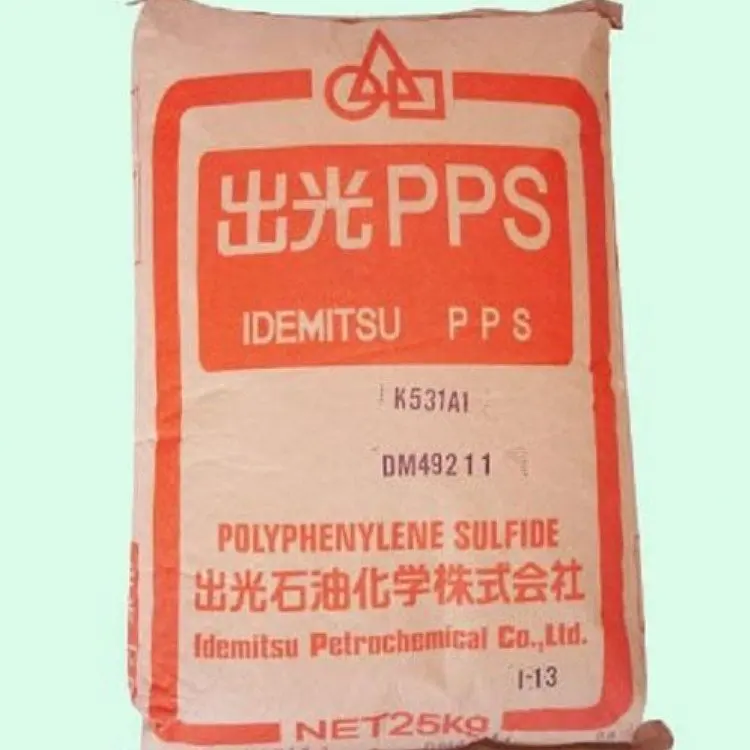 出光PPS
IDEMITSU PPS
K531A1
DM49211
POLYPHENYLENE SULFIDE
出光石油化学株式会社
Idemitsu Petrochemical Co.,Ltd.
I-13
NET25kg